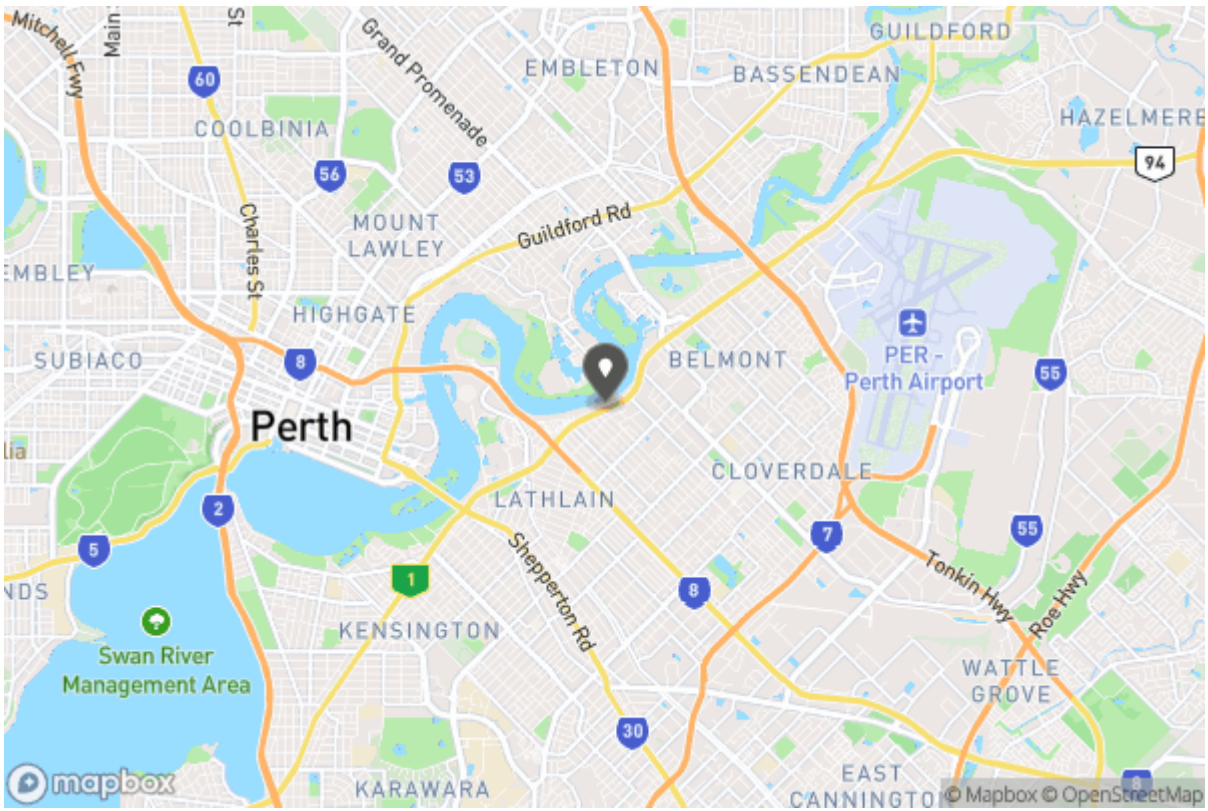 Mitchell Fwy
Main
St
60
Grand Promenade
EMBLETON
GUILDFORD
BASSENDEAN
HAZELMERE
COOLBINIA
56
53
94
Charles St
MOUNT
LAWLEY
Guildford Rd
EMBLEY
HIGHGATE
SUBIACO
8
BELMONT
PER -
Perth Airport
55
Perth
lia
CLOVERDALE
LATHLAIN
2
5
7
55
Shepperton Rd
Tonkin Hwy
Roe Hwy
NDS
1
8
KENSINGTON
Swan River
Management Area
WATTLE
GROVE
30
mapbox
KARAWARA
EAST
CANNINGTON
8
© Mapbox © OpenStreetMap